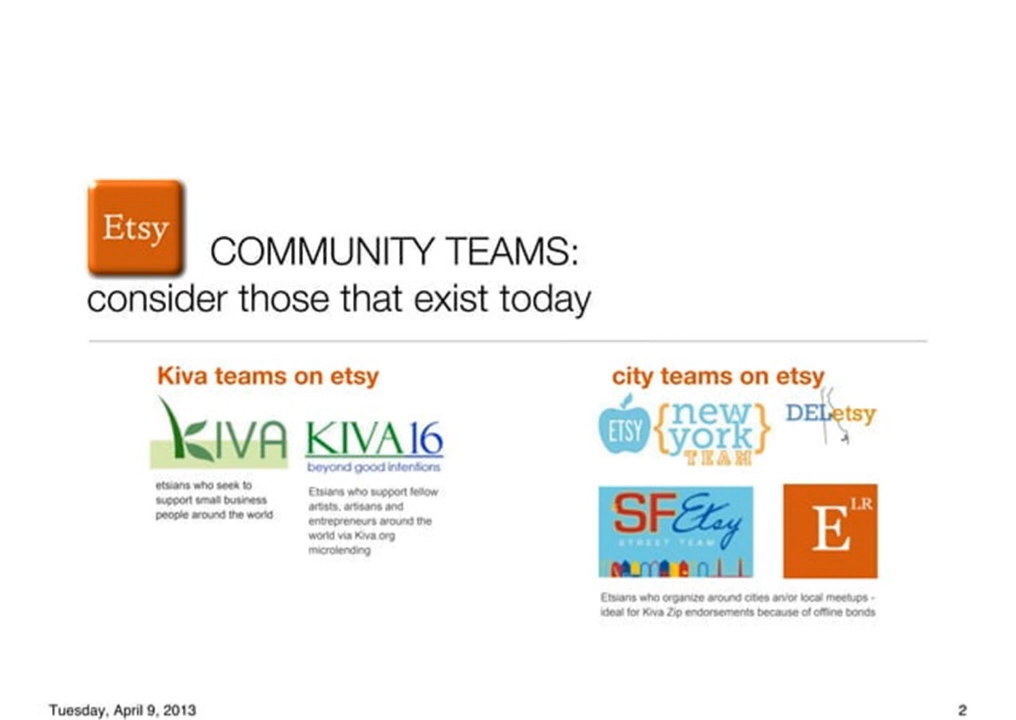 Etsy
COMMUNITY TEAMS:
consider those that exist today
Kiva teams on etsy
KIVA
KIVA16
beyond good intentions
etsians who seek to
support small business
people around the world
Etsians who support fellow
artists, artisans and
entrepreneurs around the
world via Kiva.org
microlending
city teams on etsy
ETSY
{new
york}
TEAM
DELetsy
SFEtsy
STREET TEAM
E LR
Etsians who organize around cities an/or local meetups -
ideal for Kiva Zip endorsements because of offline bonds
Tuesday, April 9, 2013
2